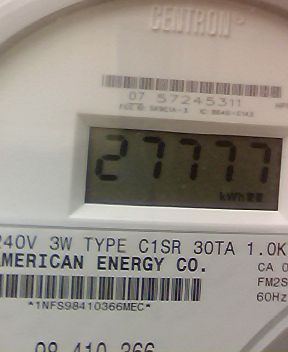 CENTRON®
07 57245311
27777
kWh
240V 3W TYPE C1SR 30TA 1.0K
AMERICAN ENERGY CO. CA 0
FM2S
60Hz
*1NFS98410366MEC*
98 410 366